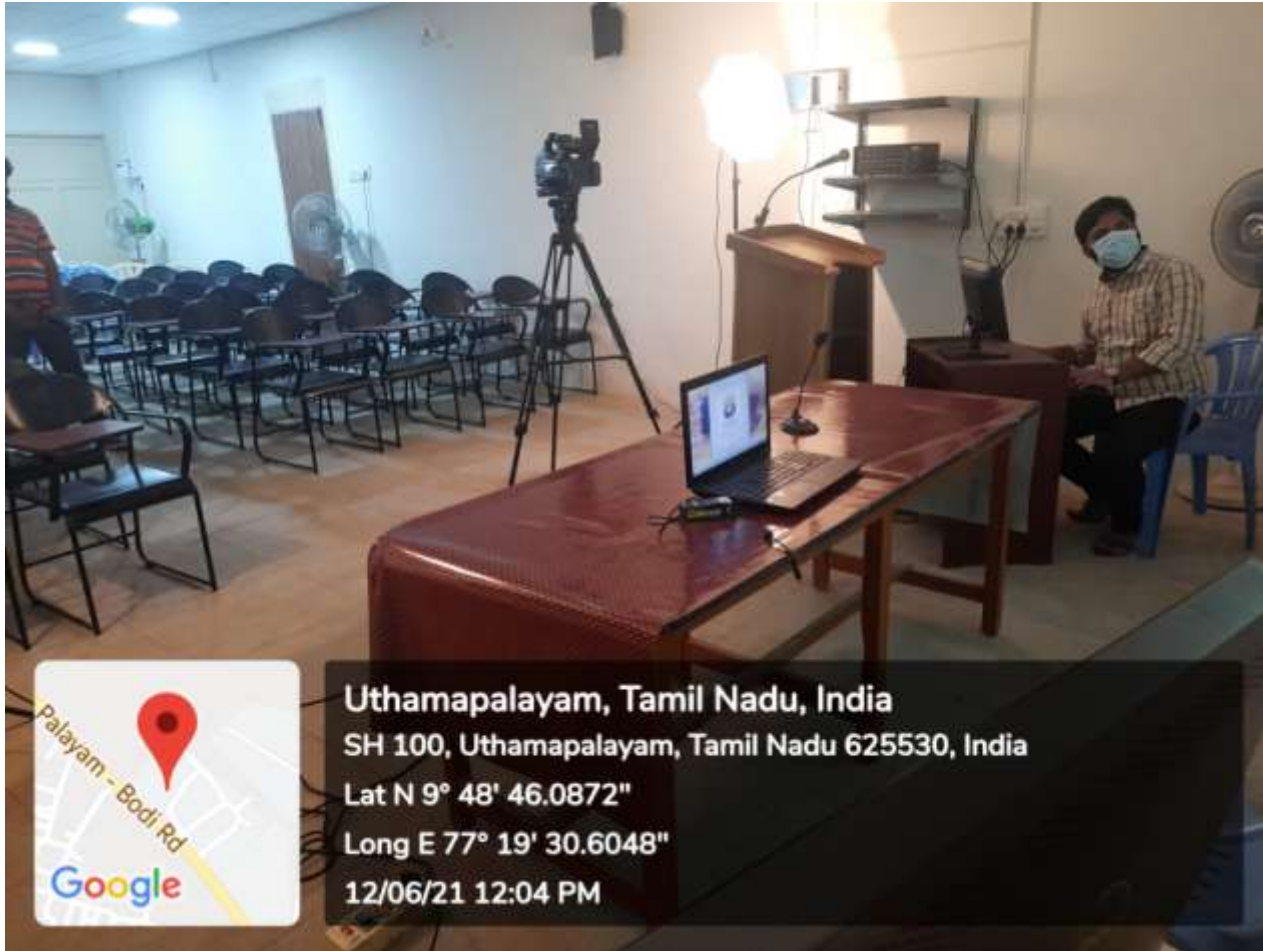 Palayam - Bodi Rd
Google
Uthamapalayam, Tamil Nadu, India
SH 100, Uthamapalayam, Tamil Nadu 625530, India
Lat N 9° 48' 46.0872"
Long E 77° 19' 30.6048"
12/06/21 12:04 PM